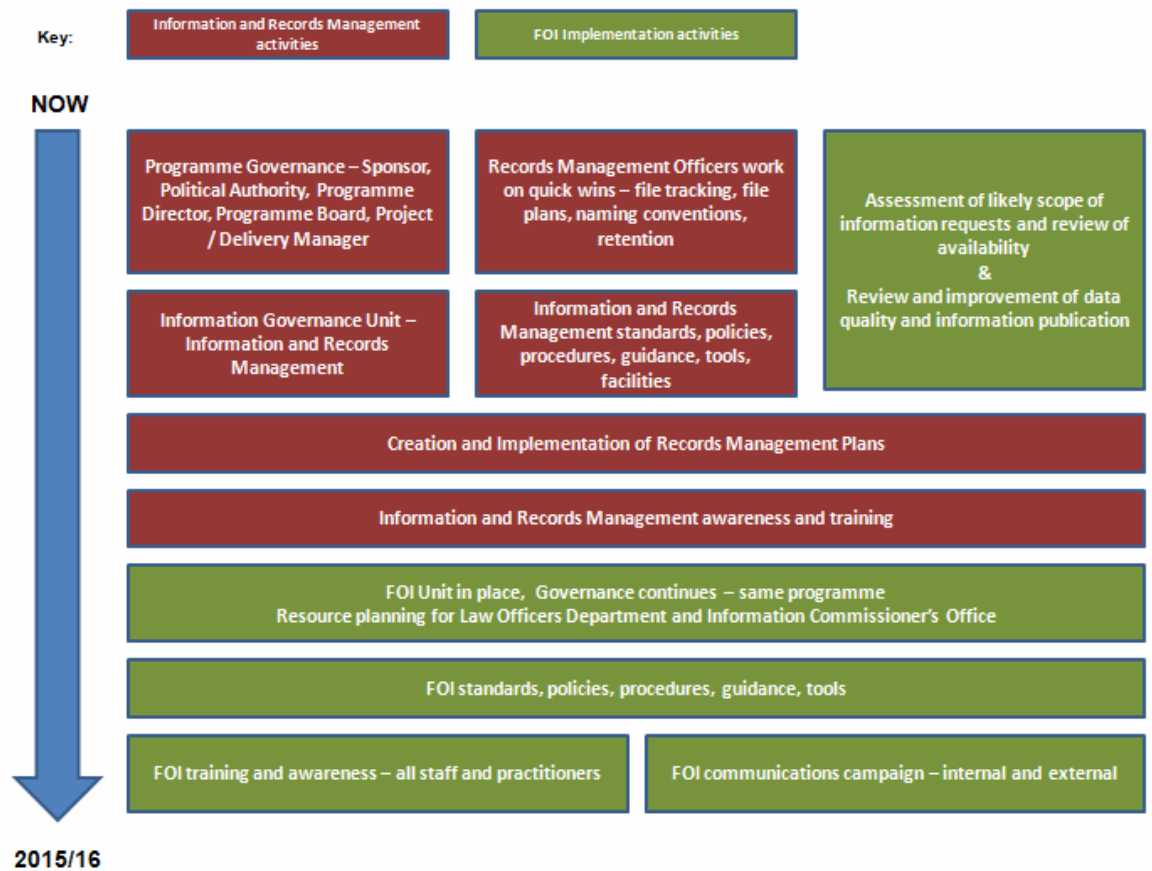 Key:
Information and Records Management
activities
FOI Implementation activities
NOW
Programme Governance – Sponsor,
Political Authority, Programme
Director, Programme Board, Project
/ Delivery Manager
Records Management Officers work
on quick wins – file tracking, file
plans, naming conventions,
retention
Assessment of likely scope of
information requests and review of
availability
&
Review and improvement of data
quality and information publication
Information Governance Unit –
Information and Records
Management
Information and Records
Management standards, policies,
procedures, guidance, tools,
facilities
Creation and Implementation of Records Management Plans
Information and Records Management awareness and training
FOI Unit in place, Governance continues – same programme
Resource planning for Law Officers Department and Information Commissioner's Office
FOI standards, policies, procedures, guidance, tools
FOI training and awareness – all staff and practitioners
FOI communications campaign – internal and external
2015/16